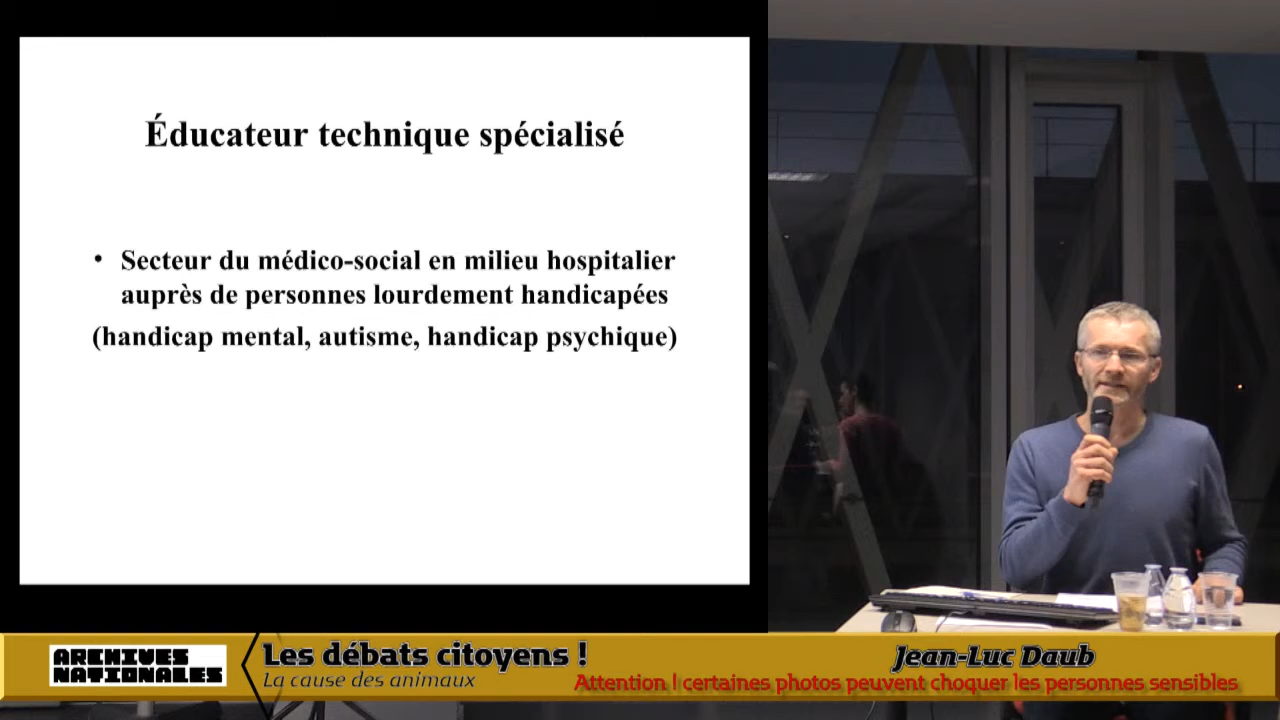 Éducateur technique spécialisé
• Secteur du médico-social en milieu hospitalier
auprès de personnes lourdement handicapées
(handicap mental, autisme, handicap psychique)
ARCHIVES
NATIONALES
Les débats citoyens !
La cause des animaux
Jean-Luc Daub
Attention ! certaines photos peuvent choquer les personnes sensibles